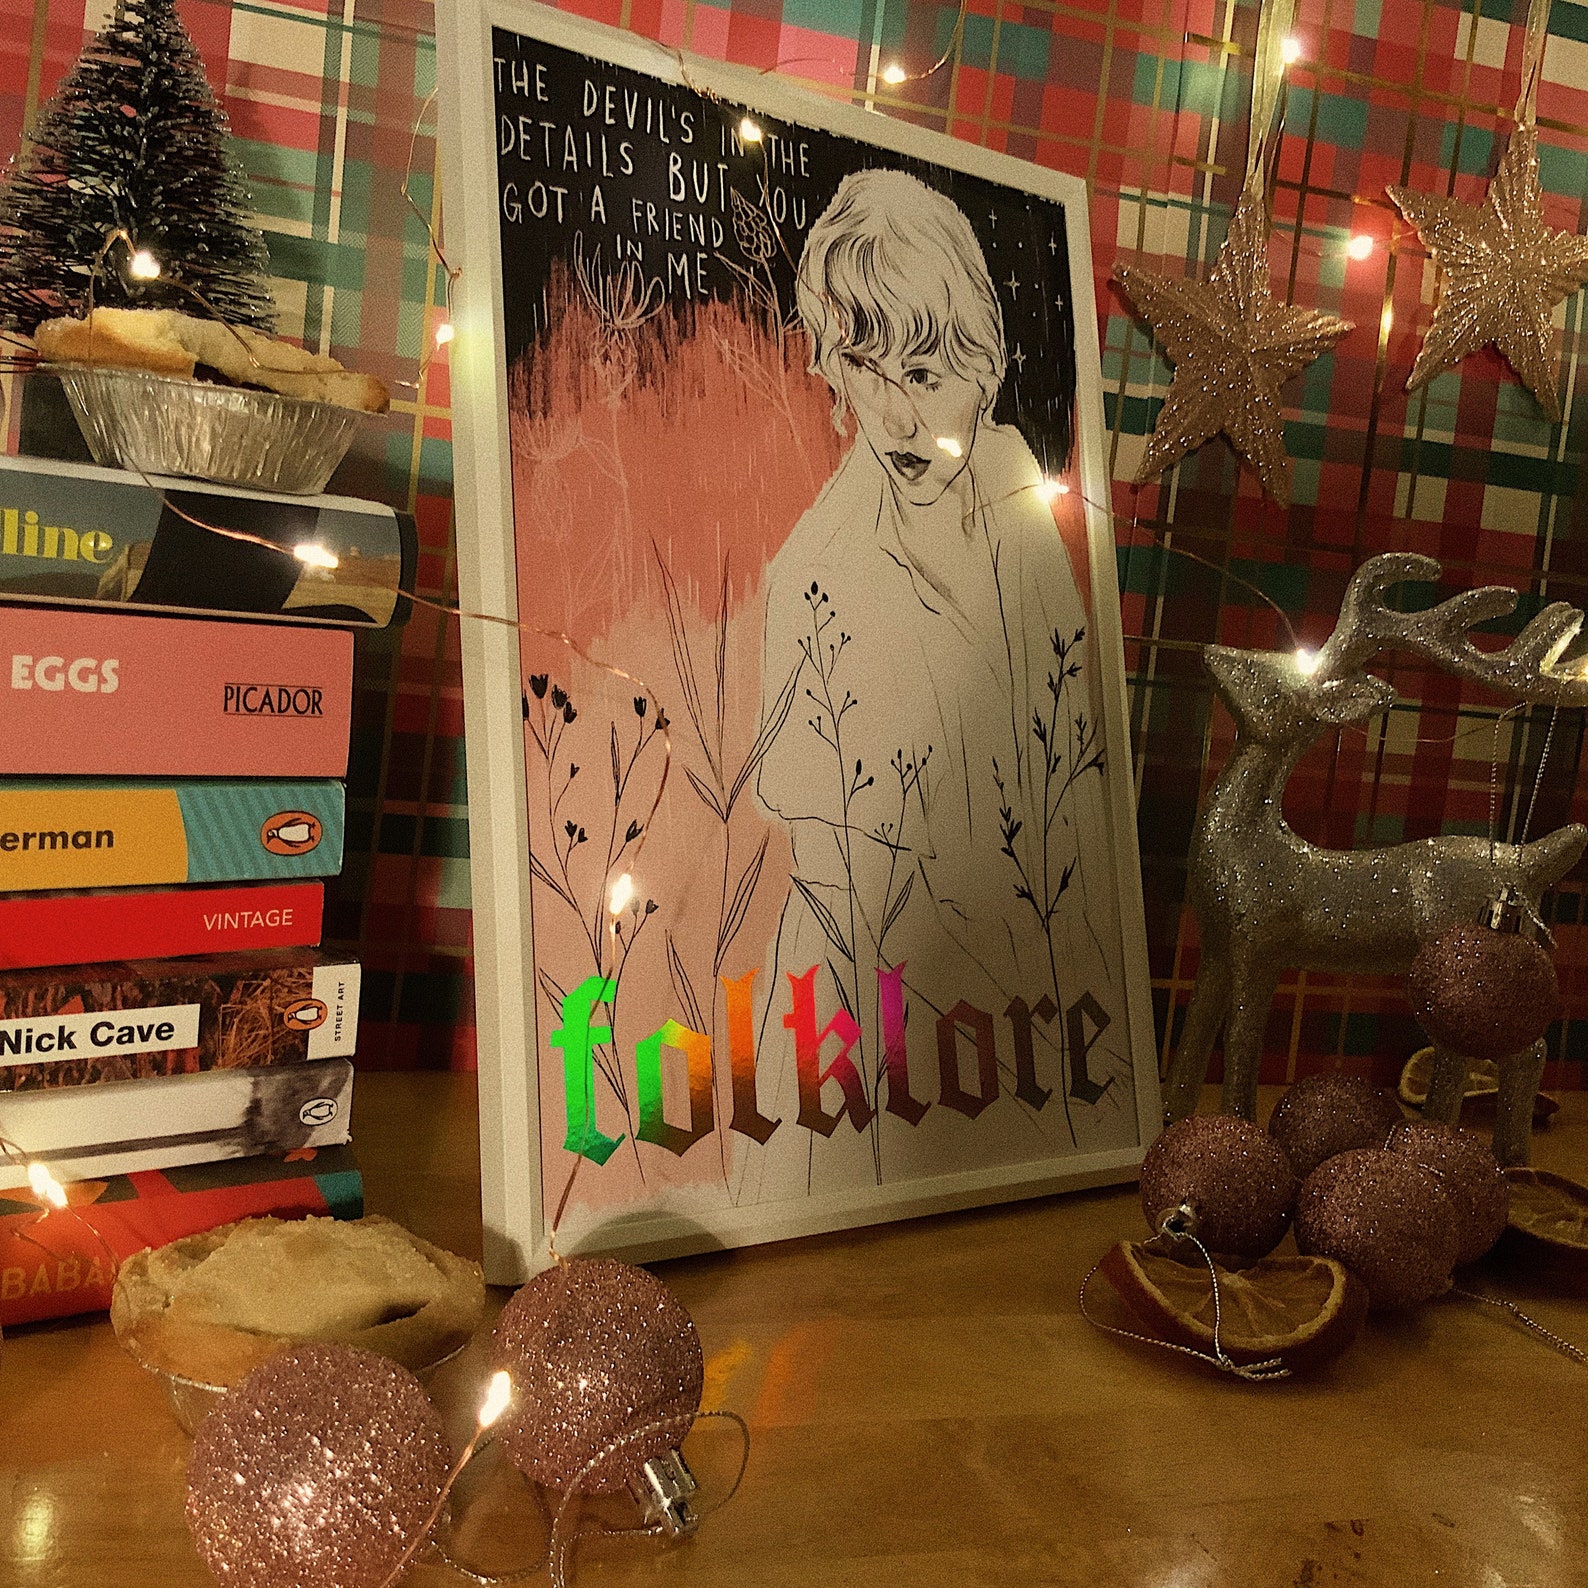 THE DEVIL'S IN THE
DETAILS BUT YOU
GOT A FRIEND
IN ME
folklore
line
EGGS
PICADOR
erman
VINTAGE
Nick Cave
STREET ART
BABA